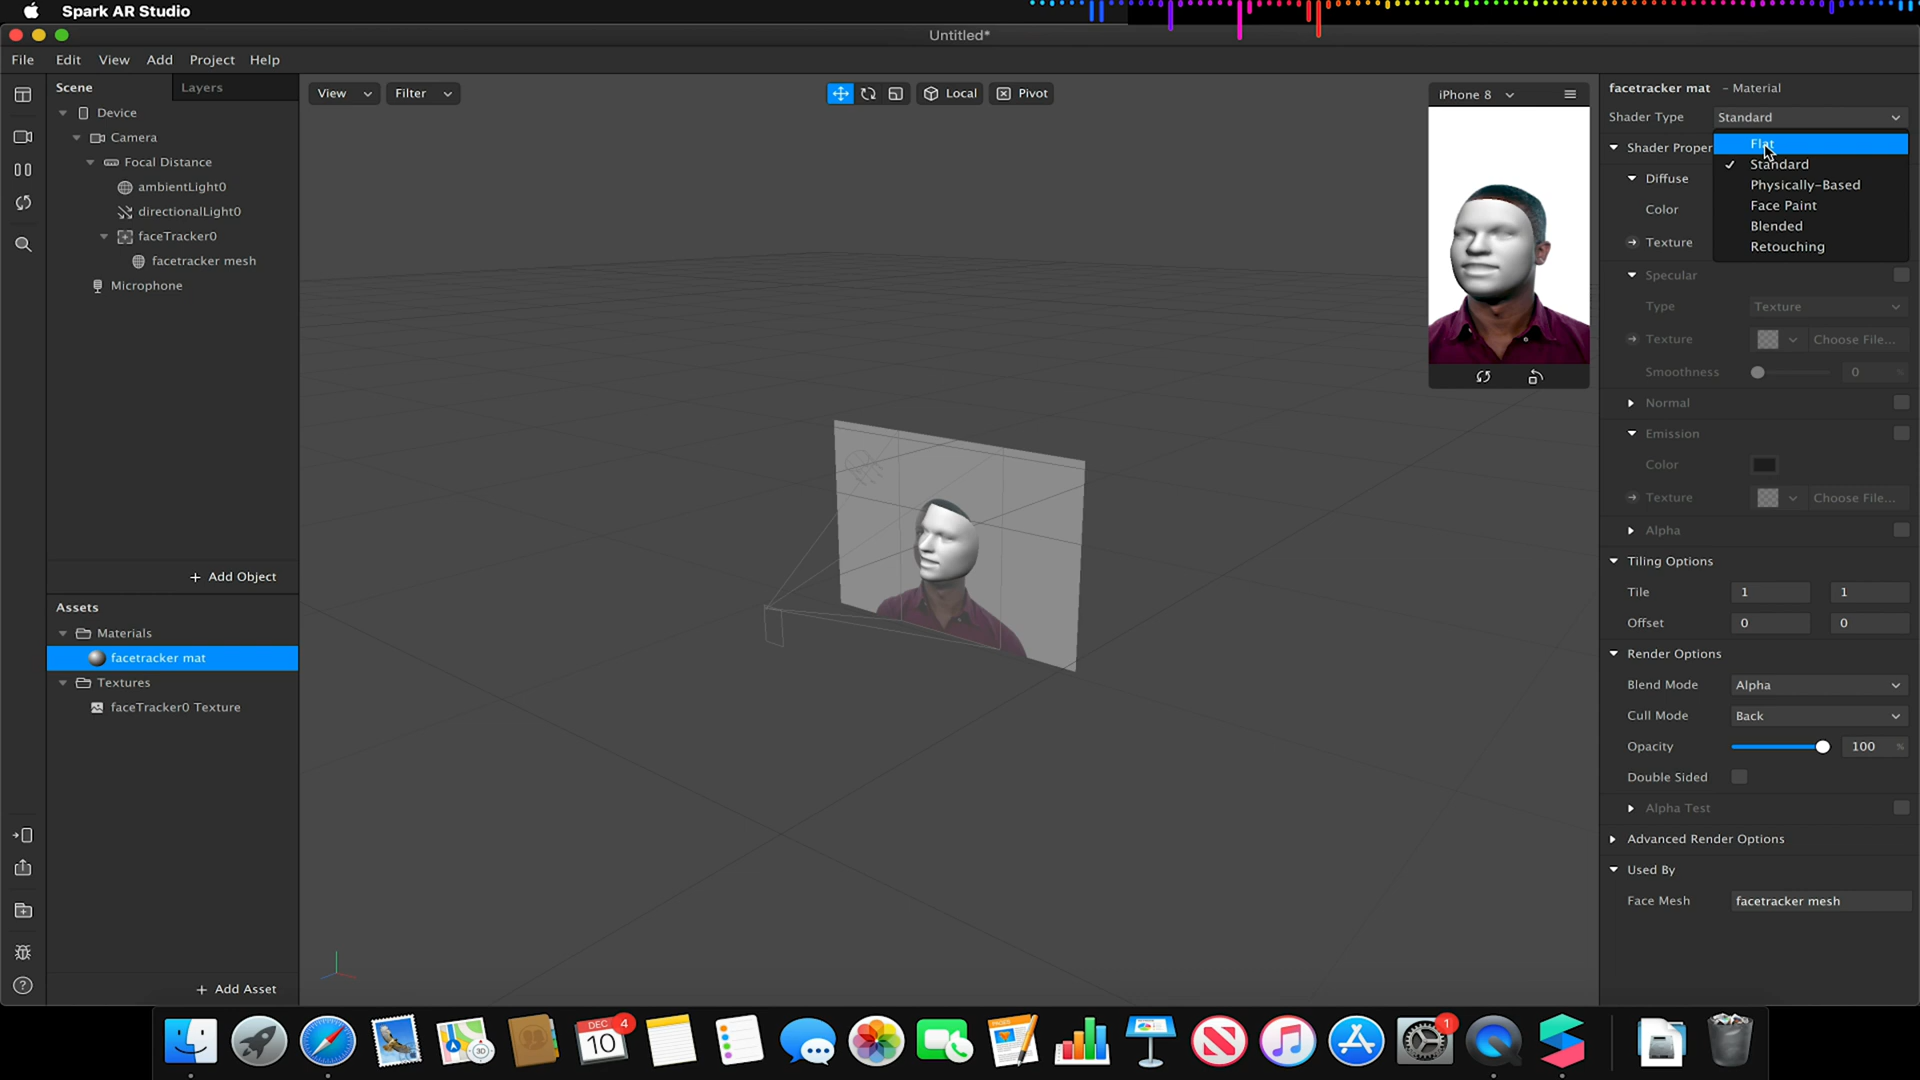 Spark AR Studio
Untitled*
File Edit View Add Project Help
Scene Layers
Device
Camera
Focal Distance
ambientLight0
directionalLight0
faceTracker0
facetracker mesh
Microphone
+ Add Object
Assets
Materials
facetracker mat
Textures
faceTracker0 Texture
+ Add Asset
View Filter Local Pivot
iPhone 8
facetracker mat - Material
Shader Type Standard
Flat
Standard
Physically-Based
Face Paint
Blended
Retouching
Shader Proper
Diffuse
Color
Texture
Specular
Type Texture
Texture Choose File...
Smoothness 0 %
Normal
Emission
Color
Texture Choose File...
Alpha
Tiling Options
Tile 1 1
Offset 0 0
Render Options
Blend Mode Alpha
Cull Mode Back
Opacity 100 %
Double Sided
Alpha Test
Advanced Render Options
Used By
Face Mesh facetracker mesh
DEC. 4
10
1